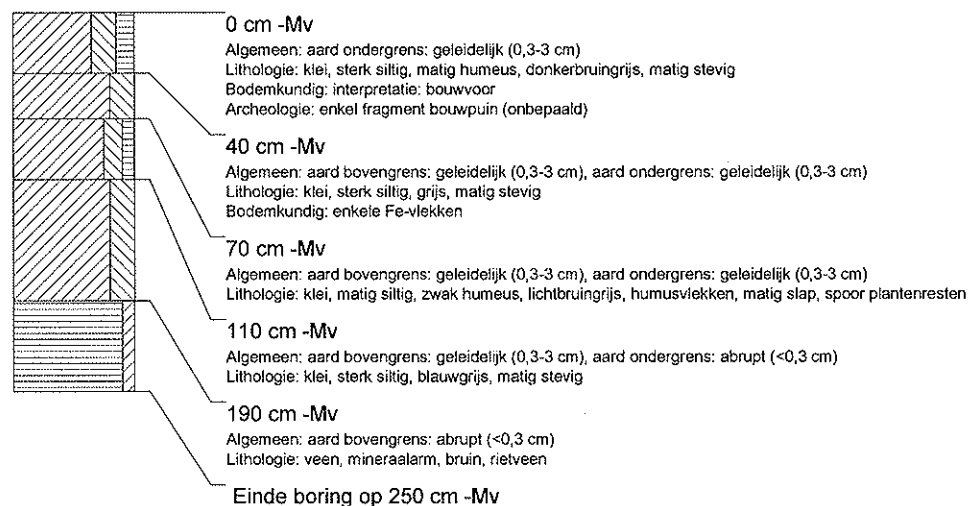 0 cm -Mv
Algemeen: aard ondergrens: geleidelijk (0,3-3 cm)
Lithologie: klei, sterk siltig, matig humeus, donkerbruingrijs, matig stevig
Bodemkundig: interpretatie: bouwvoor
Archeologie: enkel fragment bouwpuin (onbepaald)
40 cm -Mv
Algemeen: aard bovengrens: geleidelijk (0,3-3 cm), aard ondergrens: geleidelijk (0,3-3 cm)
Lithologie: klei, sterk siltig, grijs, matig stevig
Bodemkundig: enkele Fe-vlekken
70 cm -Mv
Algemeen: aard bovengrens: geleidelijk (0,3-3 cm), aard ondergrens: geleidelijk (0,3-3 cm)
Lithologie: klei, matig siltig, zwak humeus, lichtbruingrijs, humusvlekken, matig slap, spoor plantenresten
110 cm -Mv
Algemeen: aard bovengrens: geleidelijk (0,3-3 cm), aard ondergrens: abrupt (<0,3 cm)
Lithologie: klei, sterk siltig, blauwgrijs, matig stevig
190 cm -Mv
Algemeen: aard bovengrens: abrupt (<0,3 cm)
Lithologie: veen, mineraalarm, bruin, rietveen
Einde boring op 250 cm -Mv